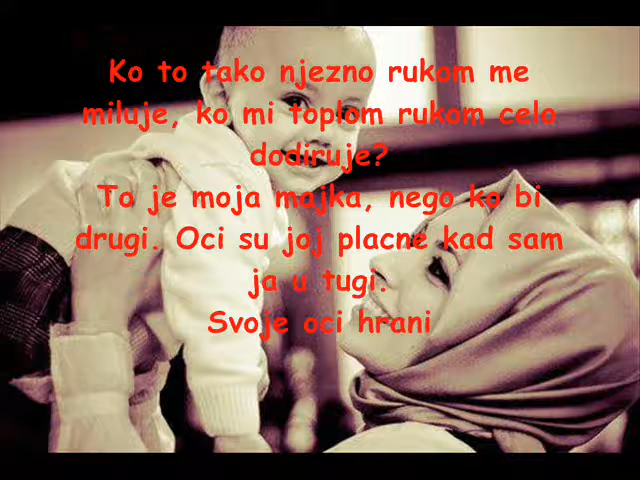 Ko to tako njezno rukom me
miluje, ko mi toplom rukom celo
dodiruje?
To je moja majka, nego ko bi
drugi. Oci su joj placne kad sam
ja u tugi.
Svoje oci hrani